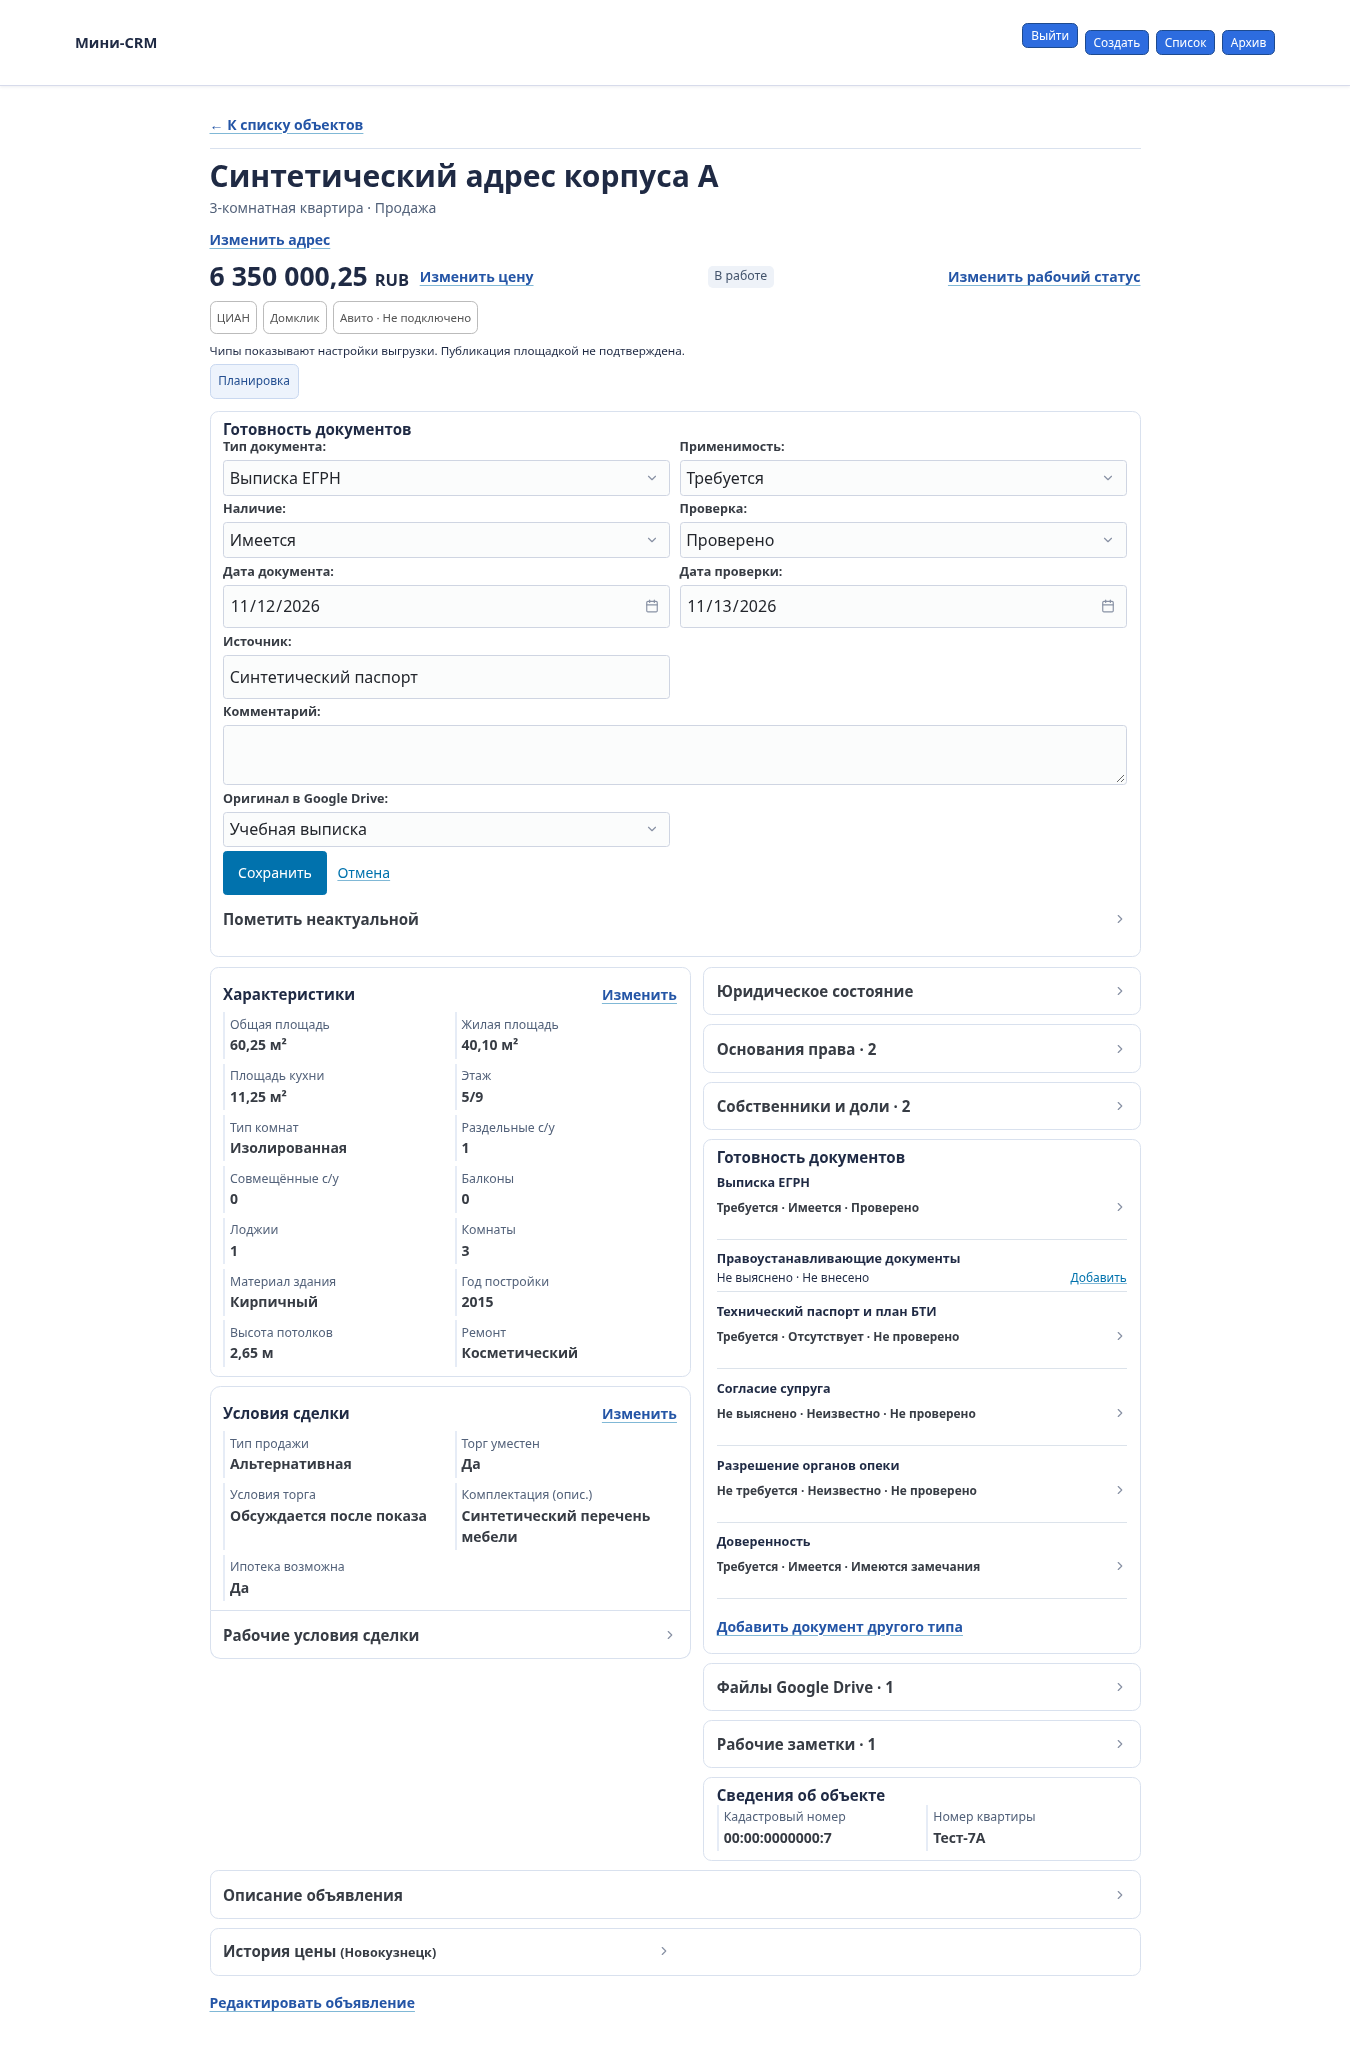 Мини-CRM
Выйти
Создать
Список
Архив
← К списку объектов
Синтетический адрес корпуса А
3-комнатная квартира · Продажа
Изменить адрес
6 350 000,25 RUB Изменить цену
В работе
Изменить рабочий статус
ЦИАН
Домклик
Авито · Не подключено
Чипы показывают настройки выгрузки. Публикация площадкой не подтверждена.
Планировка
Готовность документов
Тип документа:
Применимость:
Выписка ЕГРН
Требуется
Наличие:
Проверка:
Имеется
Проверено
Дата документа:
Дата проверки:
11/12/2026
11/13/2026
Источник:
Синтетический паспорт
Комментарий:
Оригинал в Google Drive:
Учебная выписка
Сохранить
Отмена
Пометить неактуальной
Характеристики
Изменить
Общая площадь
Жилая площадь
60,25 м²
40,10 м²
Площадь кухни
Этаж
11,25 м²
5/9
Тип комнат
Раздельные с/у
Изолированная
1
Совмещённые с/у
Балконы
0
0
Лоджии
Комнаты
1
3
Материал здания
Год постройки
Кирпичный
2015
Высота потолков
Ремонт
2,65 м
Косметический
Условия сделки
Изменить
Тип продажи
Торг уместен
Альтернативная
Да
Условия торга
Комплектация (опис.)
Обсуждается после показа
Синтетический перечень
мебели
Ипотека возможна
Да
Рабочие условия сделки
Юридическое состояние
Основания права · 2
Собственники и доли · 2
Готовность документов
Выписка ЕГРН
Требуется · Имеется · Проверено
Правоустанавливающие документы
Не выяснено · Не внесено
Добавить
Технический паспорт и план БТИ
Требуется · Отсутствует · Не проверено
Согласие супруга
Не выяснено · Неизвестно · Не проверено
Разрешение органов опеки
Не требуется · Неизвестно · Не проверено
Доверенность
Требуется · Имеется · Имеются замечания
Добавить документ другого типа
Файлы Google Drive · 1
Рабочие заметки · 1
Сведения об объекте
Кадастровый номер
Номер квартиры
00:00:0000000:7
Тест-7А
Описание объявления
История цены (Новокузнецк)
Редактировать объявление